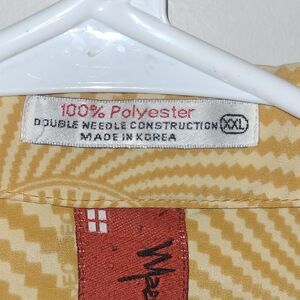 100% Polyester
DOUBLE NEEDLE CONSTRUCTION XXL
MADE IN KOREA